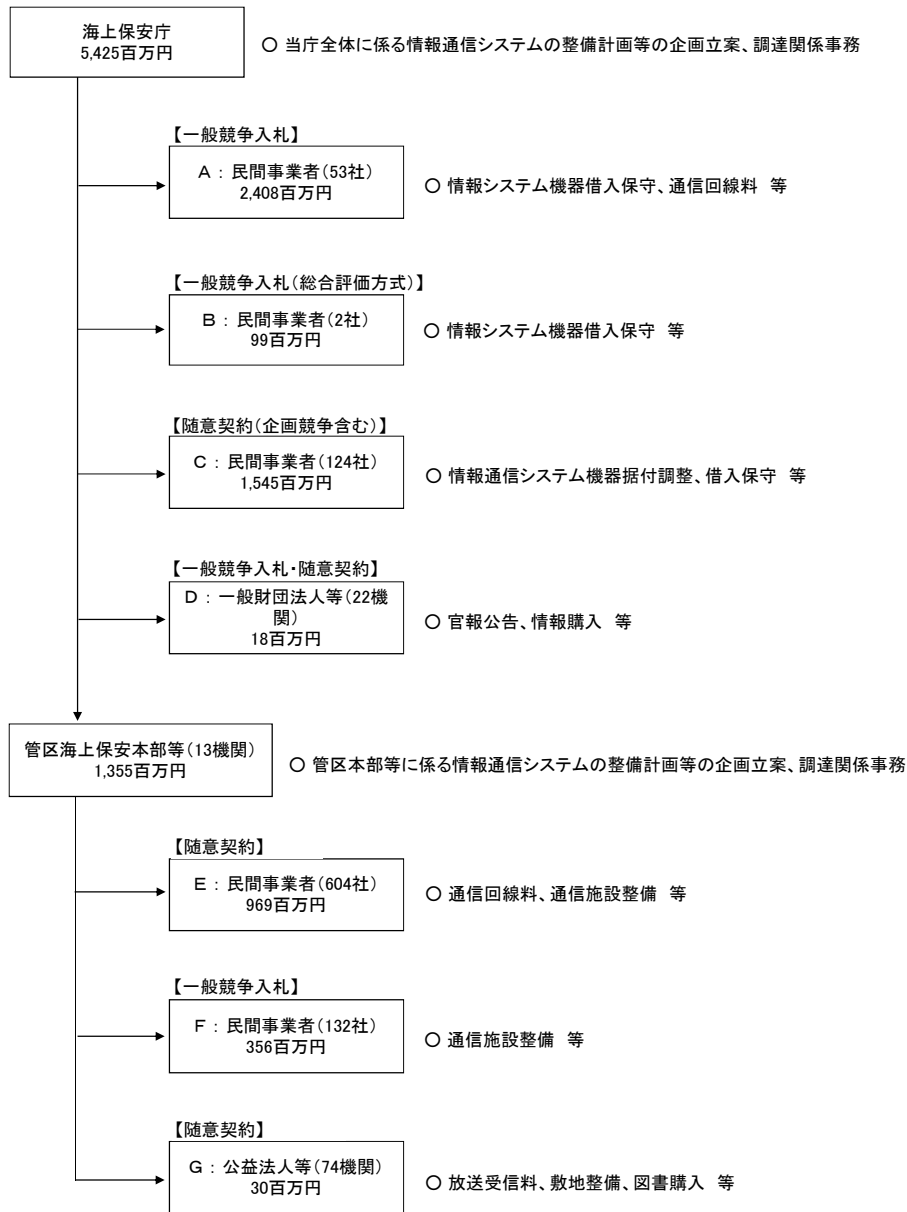 海上保安庁
5,425百万円
○ 当庁全体に係る情報通信システムの整備計画等の企画立案、調達関係事務
【一般競争入札】
A : 民間事業者(53社)
2,408百万円
○ 情報システム機器借入保守、通信回線料 等
【一般競争入札(総合評価方式)】
B : 民間事業者(2社)
99百万円
○ 情報システム機器借入保守 等
【随意契約(企画競争含む)】
C : 民間事業者(124社)
1,545百万円
○ 情報通信システム機器据付調整、借入保守 等
【一般競争入札・随意契約】
D : 一般財団法人等(22機
関)
18百万円
○ 官報公告、情報購入 等
管区海上保安本部等(13機関)
1,355百万円
○ 管区本部等に係る情報通信システムの整備計画等の企画立案、調達関係事務
【随意契約】
E : 民間事業者(604社)
969百万円
○ 通信回線料、通信施設整備 等
【一般競争入札】
F : 民間事業者(132社)
356百万円
○ 通信施設整備 等
【随意契約】
G : 公益法人等(74機関)
30百万円
○ 放送受信料、敷地整備、図書購入 等